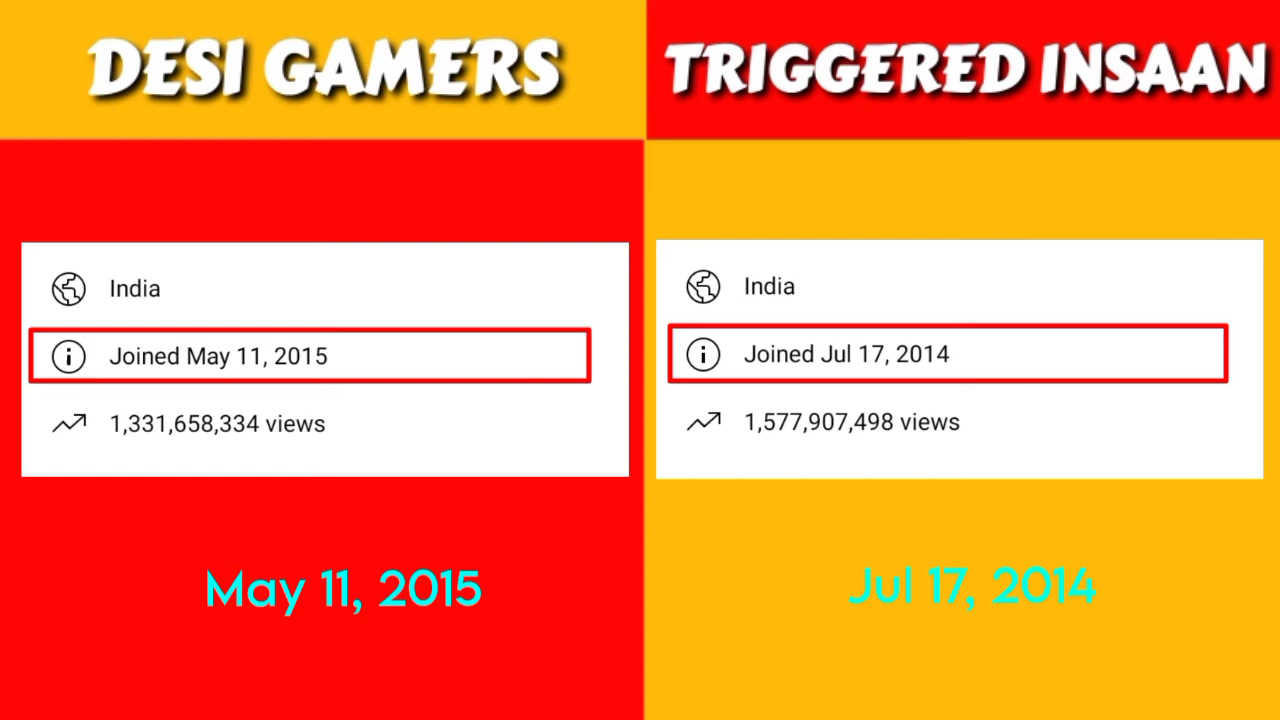 DESI GAMERS
India
Joined May 11, 2015
1,331,658,334 views
May 11, 2015
TRIGGERED INSAAN
India
Joined Jul 17, 2014
1,577,907,498 views
Jul 17, 2014